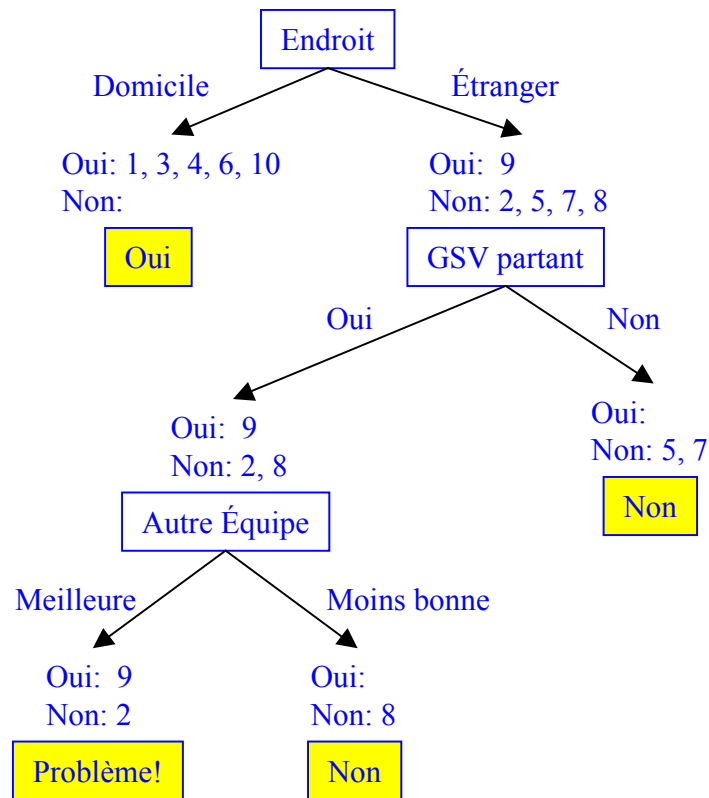 Endroit
Domicile
Étranger
Oui: 1, 3, 4, 6, 10
Non:
Oui
Oui: 9
Non: 2, 5, 7, 8
GSV partant
Oui
Non
Oui: 9
Non: 2, 8
Autre Équipe
Oui:
Non: 5, 7
Non
Meilleure
Moins bonne
Oui: 9
Non: 2
Problème!
Oui:
Non: 8
Non